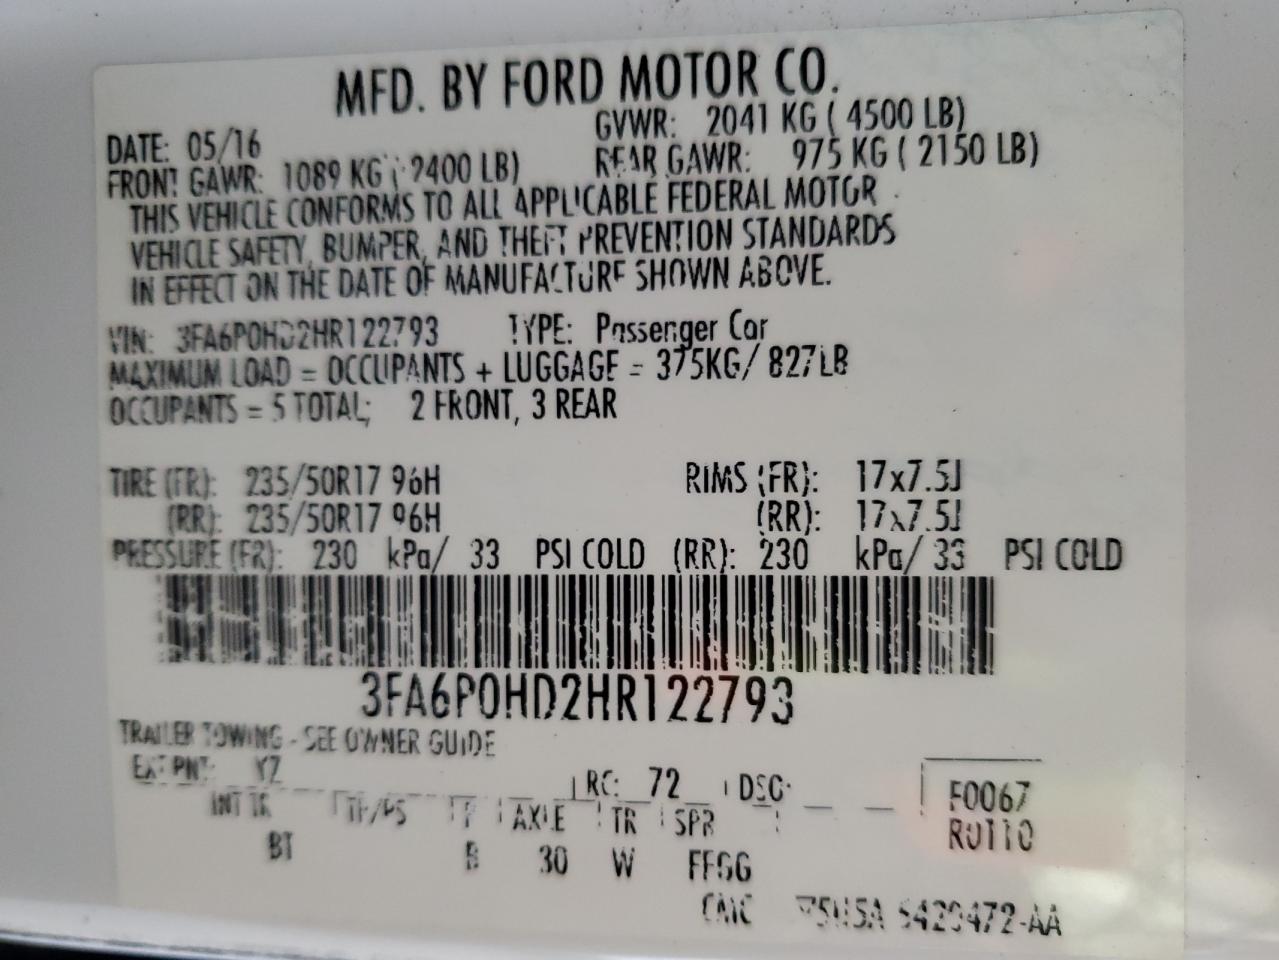 MFD. BY FORD MOTOR CO.
DATE: 05/16 GVWR: 2041 KG ( 4500 LB)
FRONT GAWR: 1089 KG ( 2400 LB) REAR GAWR: 975 KG ( 2150 LB)
THIS VEHICLE CONFORMS TO ALL APPLICABLE FEDERAL MOTOR
VEHICLE SAFETY, BUMPER, AND THEFT PREVENTION STANDARDS
IN EFFECT ON THE DATE OF MANUFACTURE SHOWN ABOVE.
VIN: 3FA6P0HD2HR122793 TYPE: Passenger Car
MAXIMUM LOAD = OCCUPANTS + LUGGAGE = 375KG/ 827LB
OCCUPANTS = 5 TOTAL; 2 FRONT, 3 REAR
TIRE (FR): 235/50R17 96H RIMS (FR): 17x7.5J
(RR): 235/50R17 96H (RR): 17x7.5J
PRESSURE (FR): 230 kPa/ 33 PSI COLD (RR): 230 kPa/ 33 PSI COLD
3FA6P0HD2HR122793
TRAILER TOWING - SEE OWNER GUIDE
EXT PNT: YZ RC: 72 DSO: F0067
INT TR TP/PS R AXLE TR SPR R0110
BT B 30 W FFGG